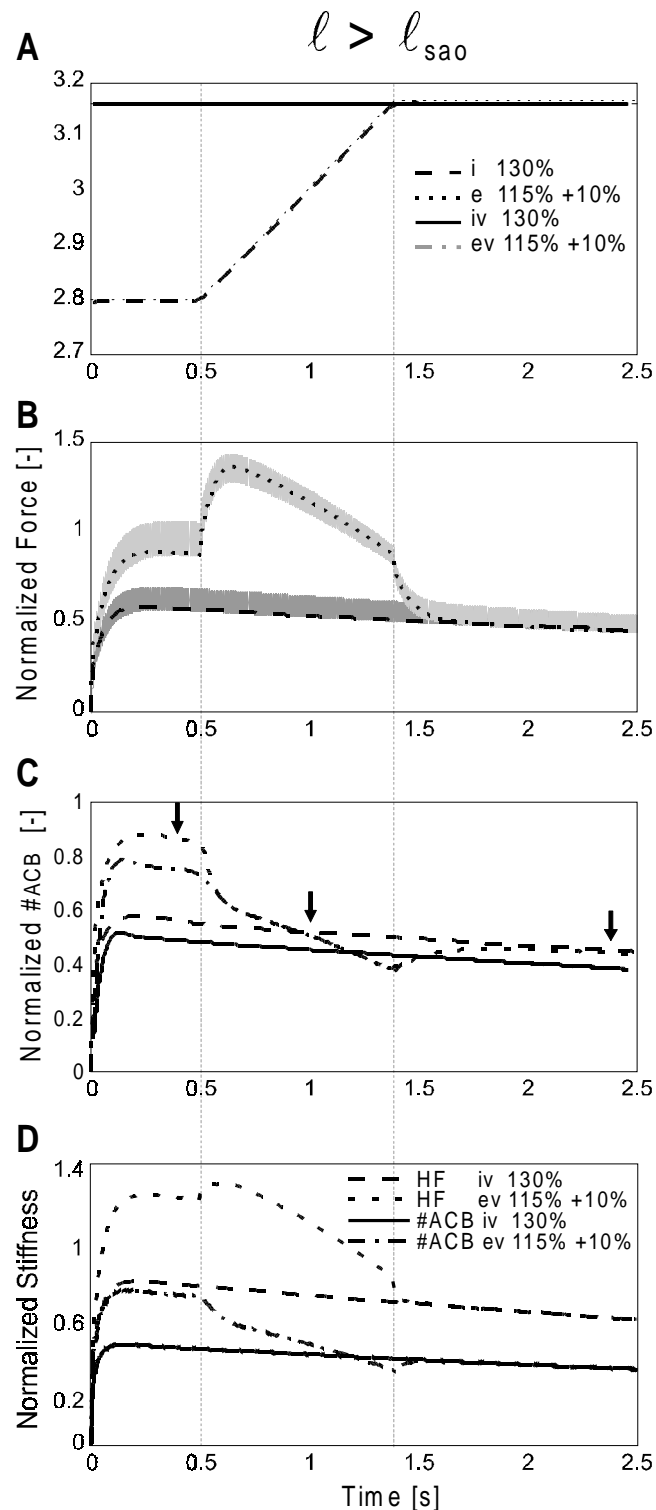 ℓ > ℓsao
A
3.2
3.1
3
2.9
2.8
2.7
i 130%
e 115% +10%
iv 130%
ev 115% +10%
0 0.5 1 1.5 2 2.5
B
Normalized Force [-]
1.5
1
0.5
0
0 0.5 1 1.5 2 2.5
C
Normalized #ACB [-]
1
0.8
0.6
0.4
0.2
0
0 0.5 1 1.5 2 2.5
D
Normalized Stiffness
1.4
1
0.6
0.2
0
HF iv 130%
HF ev 115% +10%
#ACB iv 130%
#ACB ev 115% +10%
0 0.5 1 1.5 2 2.5
Time [s]